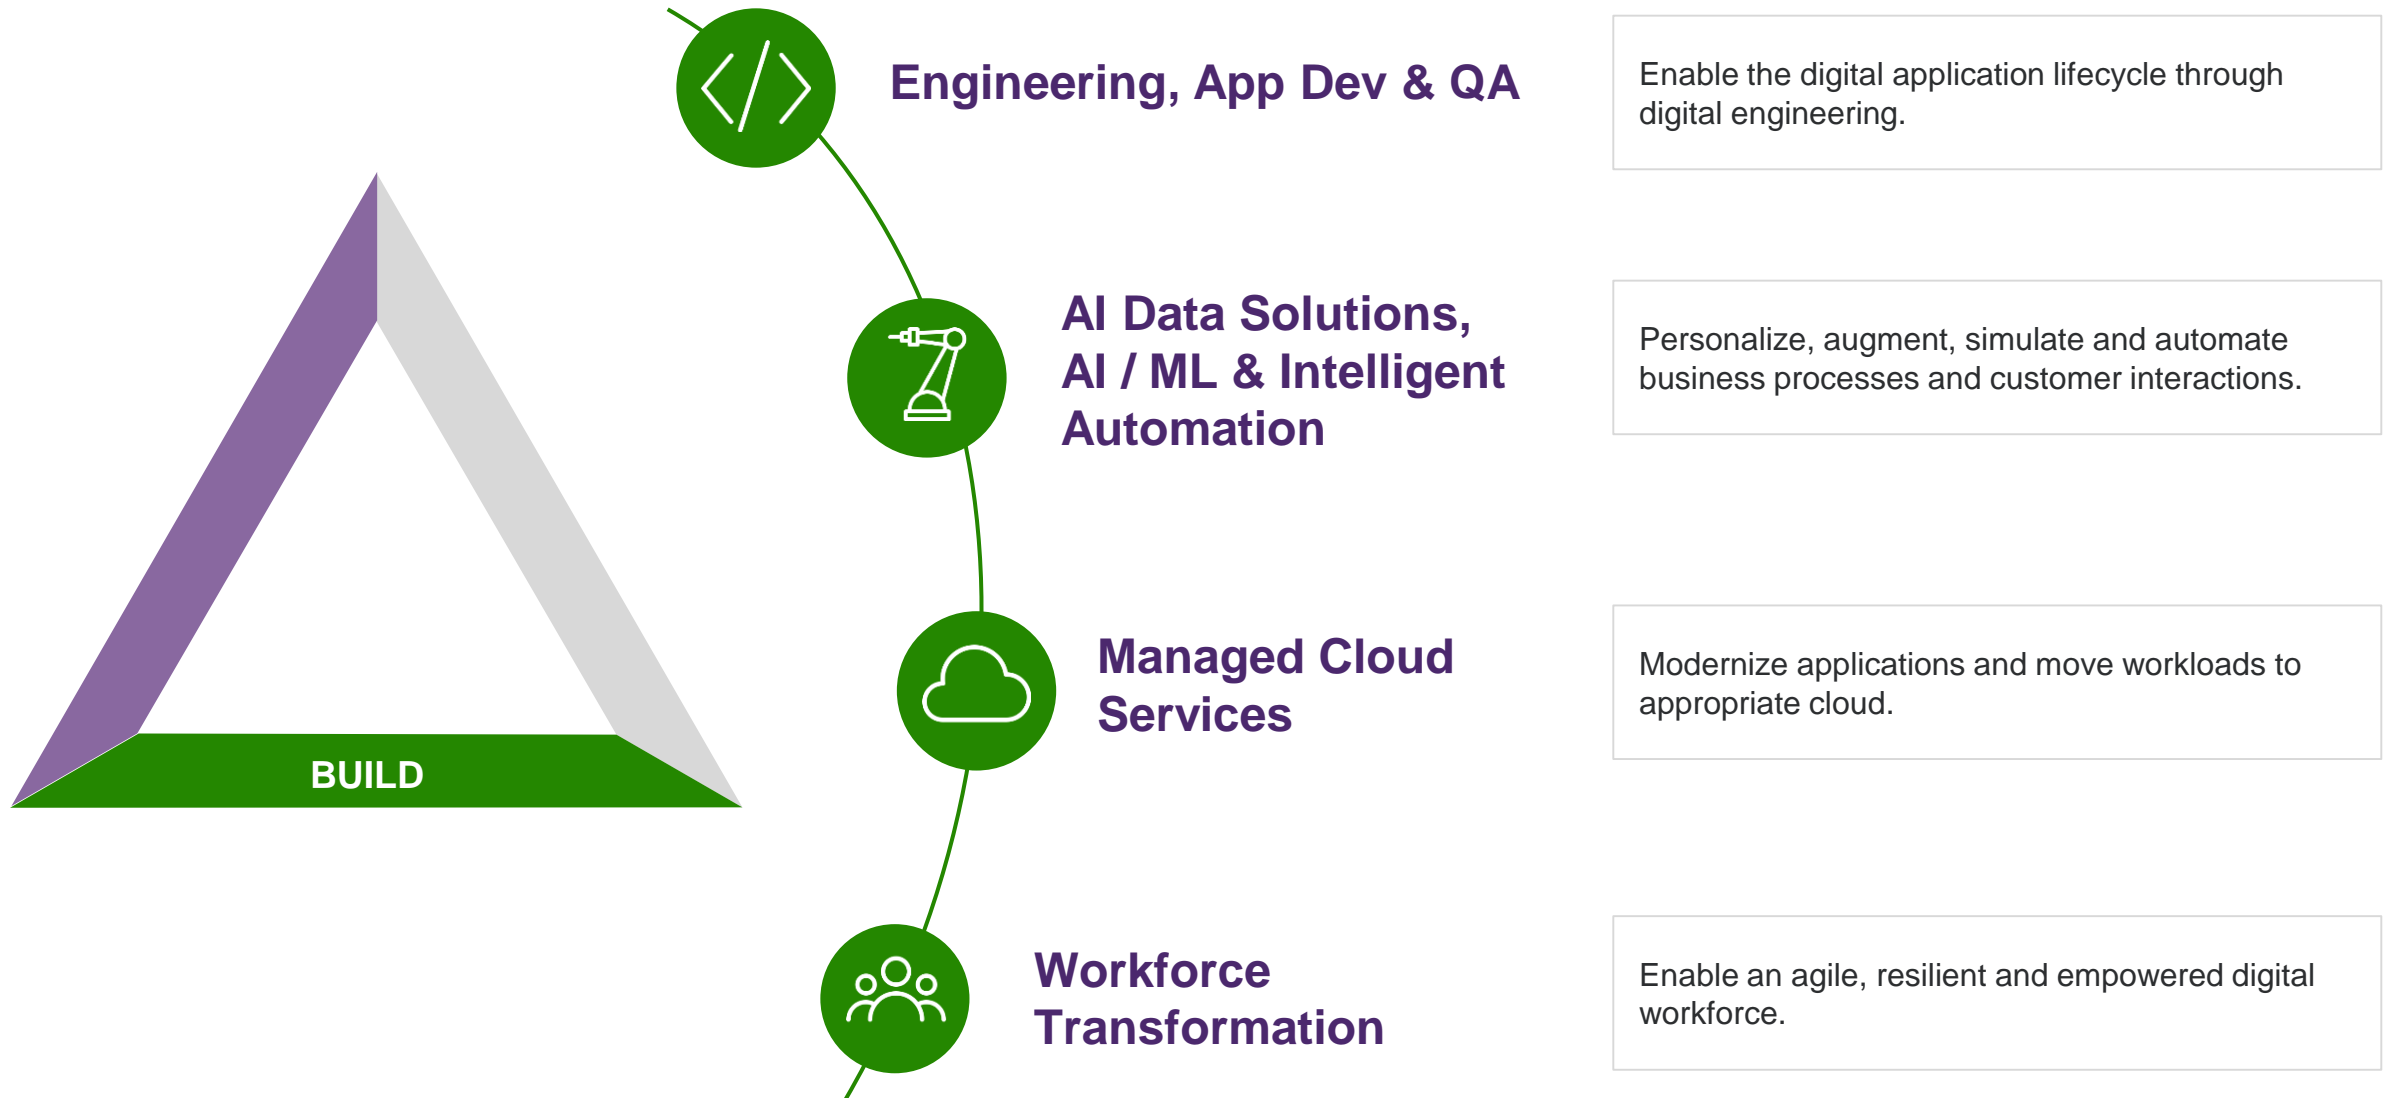 Engineering, App Dev & QA
Enable the digital application lifecycle through
digital engineering.
AI Data Solutions,
AI / ML & Intelligent
Automation
Personalize, augment, simulate and automate
business processes and customer interactions.
Managed Cloud
Services
Modernize applications and move workloads to
appropriate cloud.
BUILD
Workforce
Transformation
Enable an agile, resilient and empowered digital
workforce.